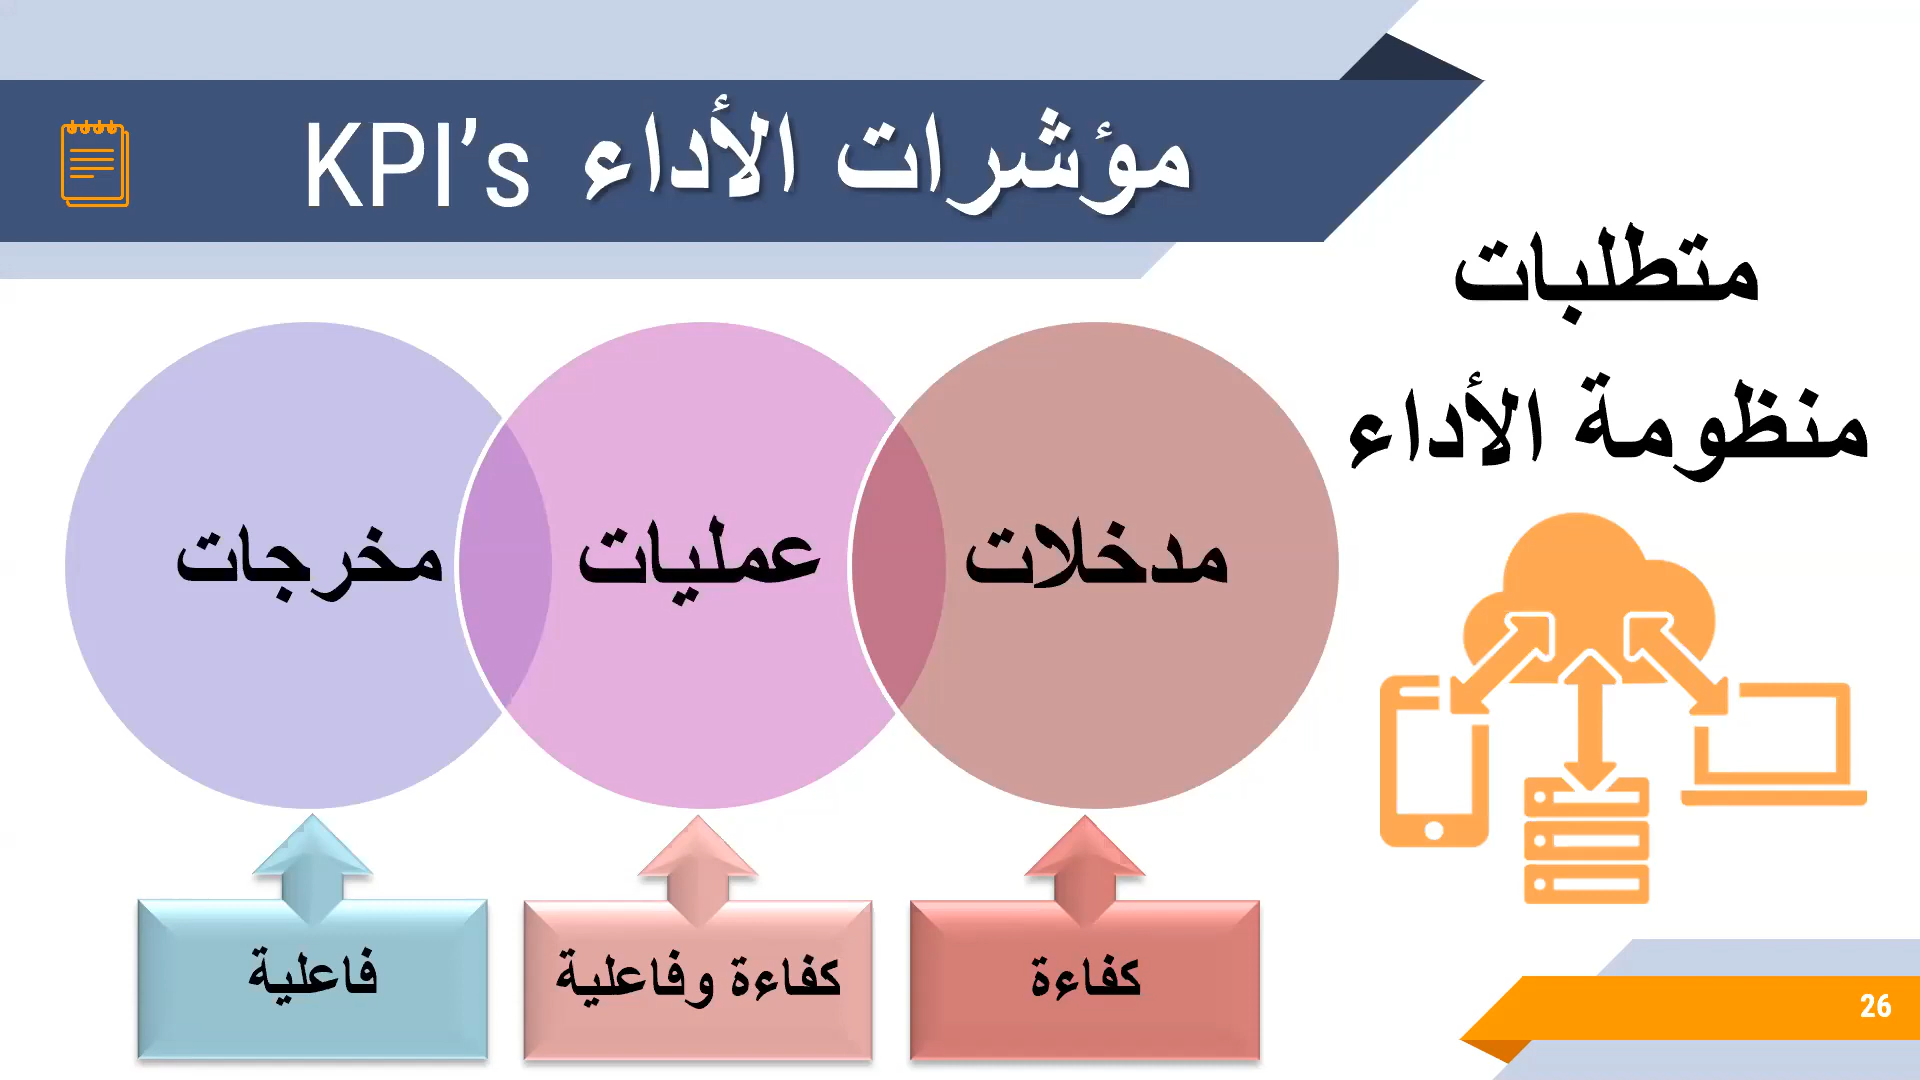 مؤشرات الأداء KPI’s
متطلبات
منظومة الأداء
مدخلات
عمليات
مخرجات
كفاءة
كفاءة وفاعلية
فاعلية
26